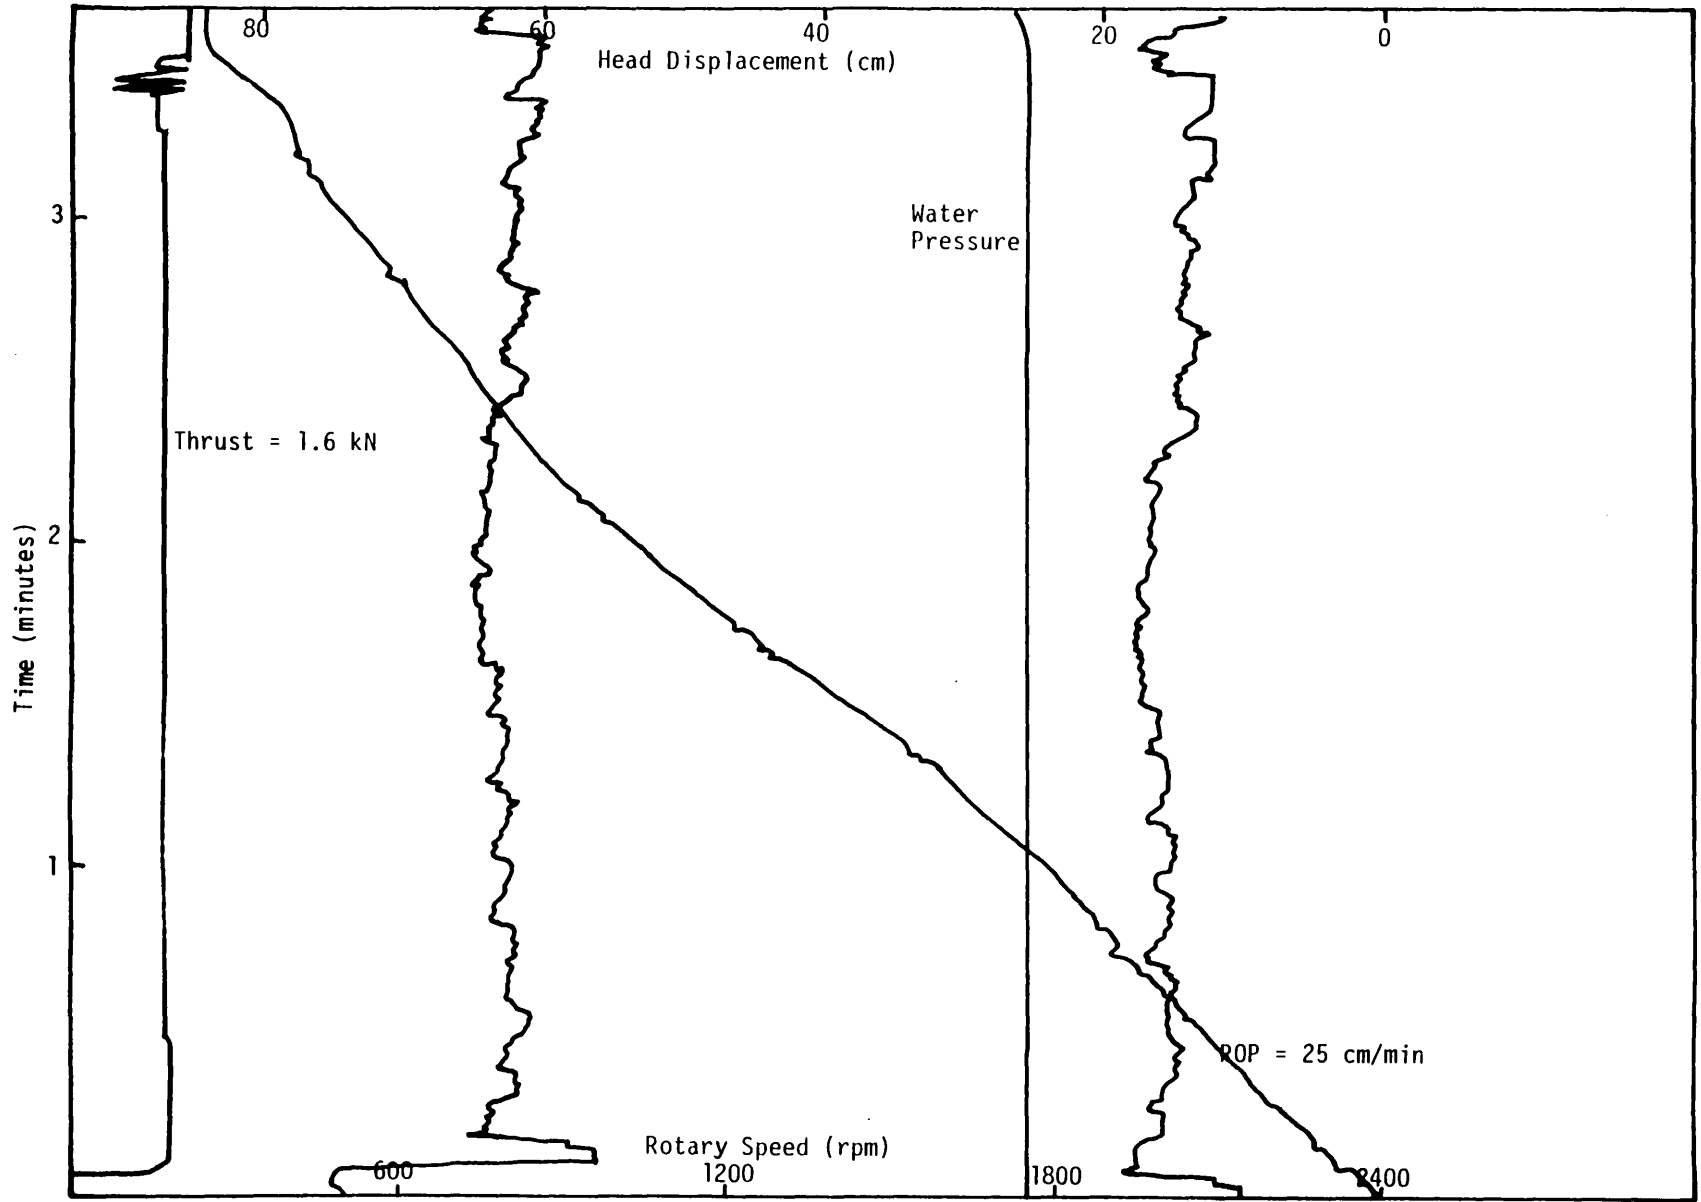 80 60 40 20 0
Head Displacement (cm)
3
Water
Pressure
Thrust = 1.6 kN
2
Time (minutes)
1
ROP = 25 cm/min
Rotary Speed (rpm)
600 1200 1800 2400